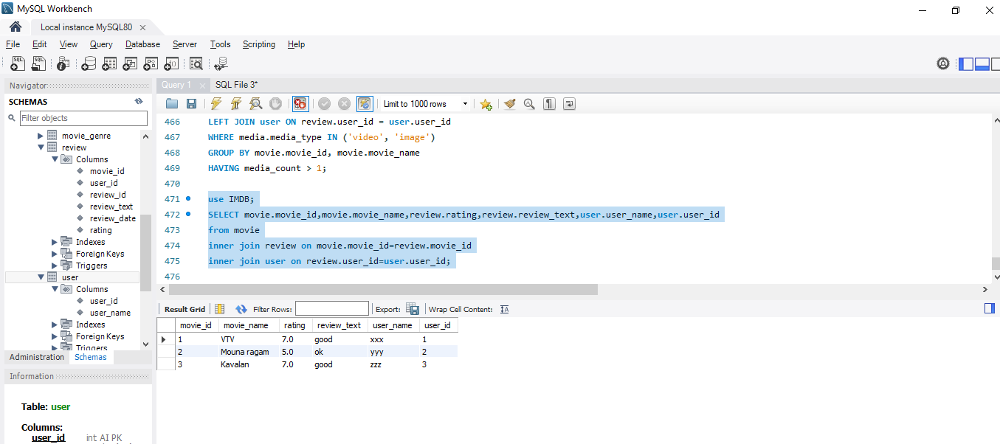 MySQL Workbench
Local instance MySQL80
File Edit View Query Database Server Tools Scripting Help
Navigator
SCHEMAS
Filter objects
movie_genre
review
Columns
movie_id
user_id
review_id
review_text
review_date
rating
Indexes
Foreign Keys
Triggers
user
Columns
user_id
user_name
Indexes
Foreign Keys
Triggers
Administration Schemas
Information
Table: user
Columns:
user_id int AI PK
Query 1 SQL File 3*
Limit to 1000 rows
466 LEFT JOIN user ON review.user_id = user.user_id
467 WHERE media.media_type IN ('video', 'image')
468 GROUP BY movie.movie_id, movie.movie_name
469 HAVING media_count > 1;
470
471 use IMDB;
472 SELECT movie.movie_id,movie.movie_name,review.rating,review.review_text,user.user_name,user.user_id
473 from movie
474 inner join review on movie.movie_id=review.movie_id
475 inner join user on review.user_id=user.user_id;
476
Result Grid Filter Rows: Export: Wrap Cell Content:
movie_id movie_name rating review_text user_name user_id
1 VTV 7.0 good xxx 1
2 Mouna ragam 5.0 ok yyy 2
3 Kavalan 7.0 good zzz 3